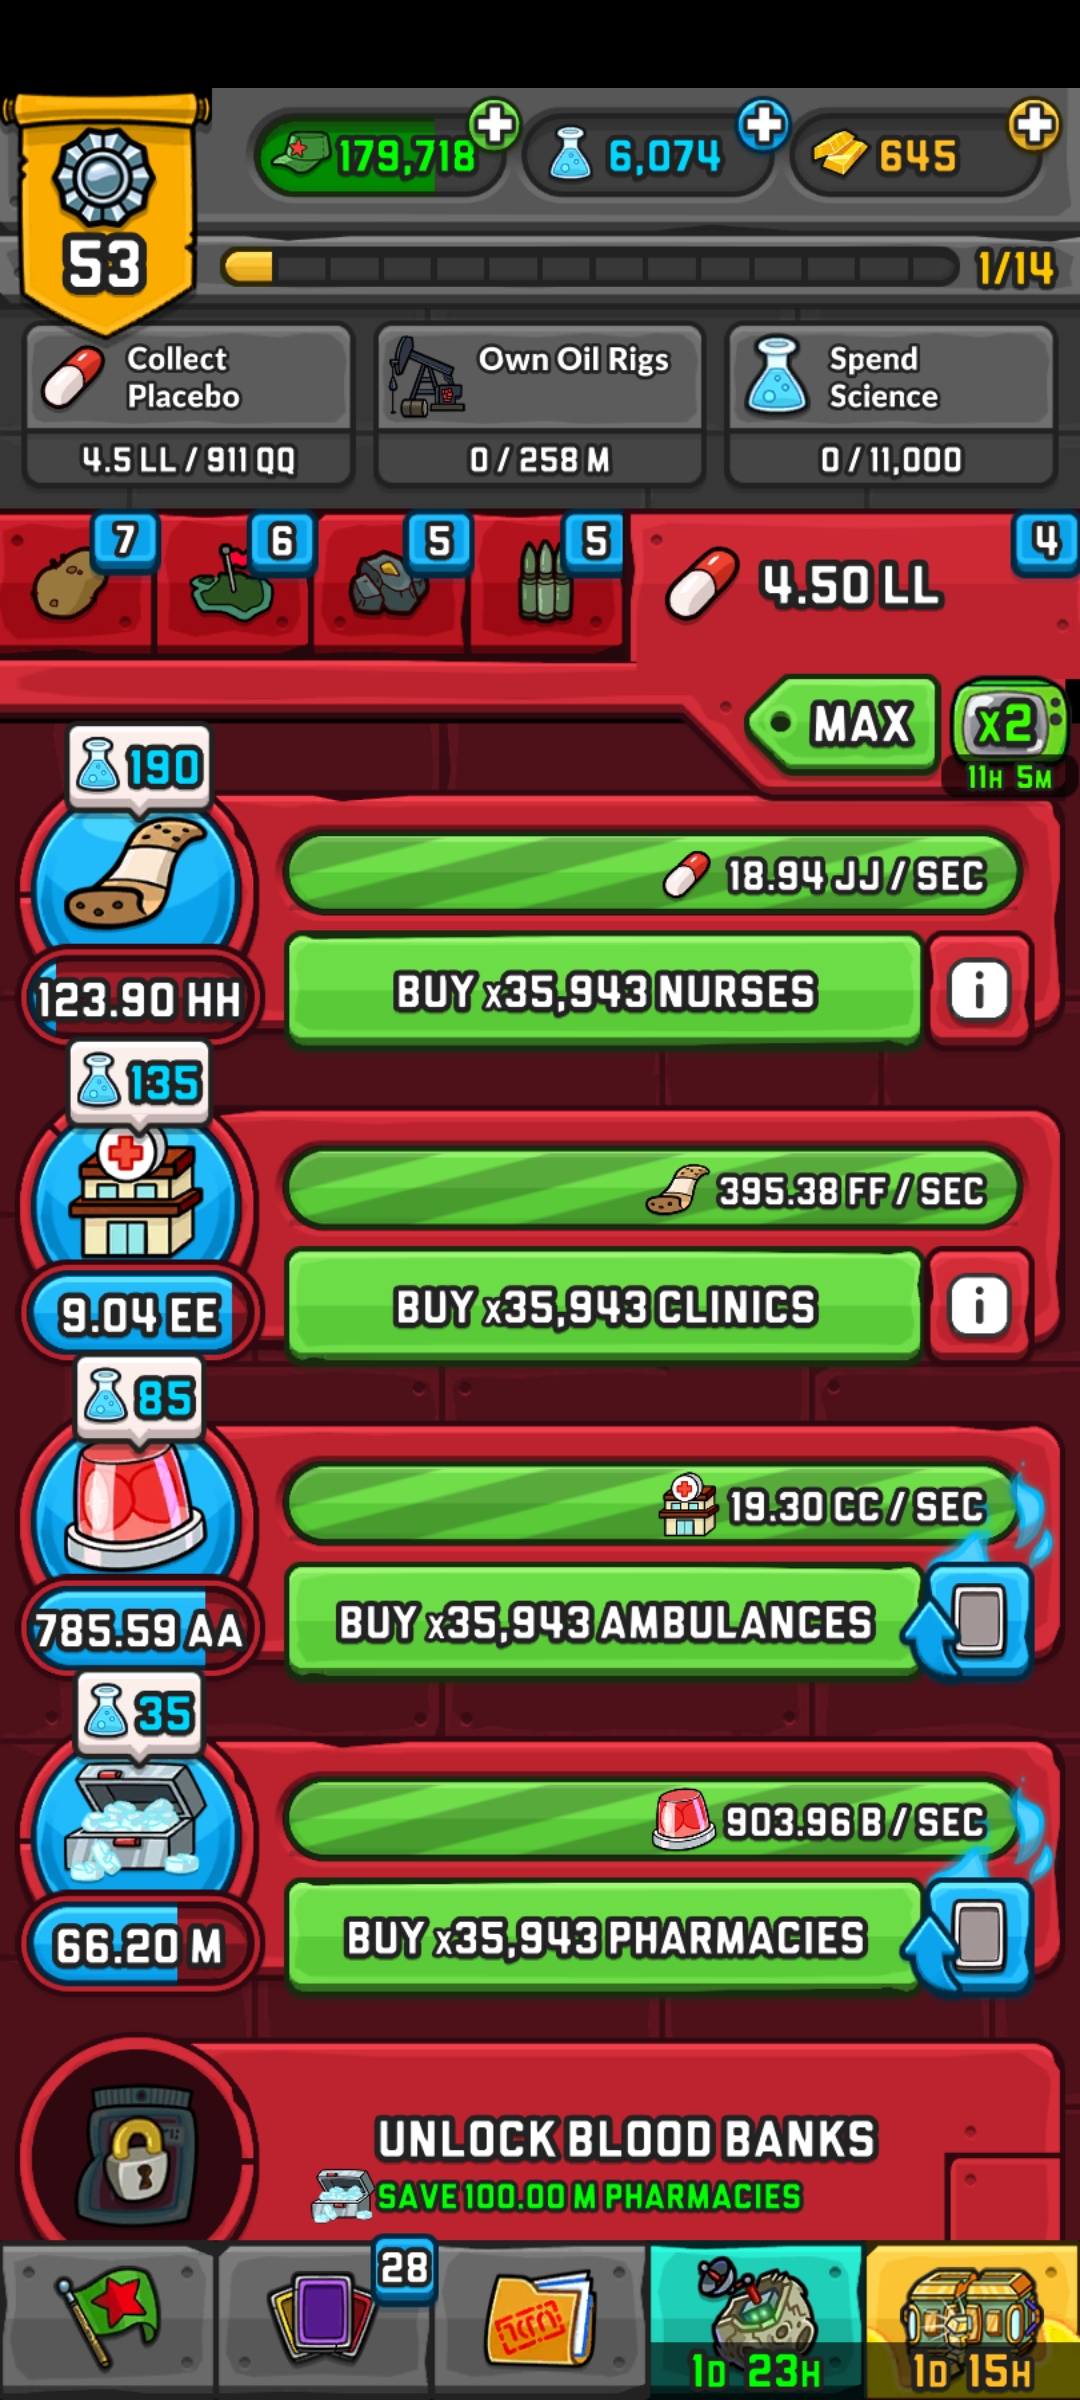 179,718
6,074
645
53
1/14
Collect
Placebo
4.5 LL / 911 QQ
Own Oil Rigs
0 / 258 M
Spend
Science
0 / 11,000
7
6
5
5
4
4.50 LL
MAX
x2
11H 5M
190
18.94 JJ / SEC
123.90 HH
BUY x35,943 NURSES
i
135
395.38 FF / SEC
9.04 EE
BUY x35,943 CLINICS
i
85
19.30 CC / SEC
785.59 AA
BUY x35,943 AMBULANCES
35
903.96 B / SEC
66.20 M
BUY x35,943 PHARMACIES
UNLOCK BLOOD BANKS
SAVE 100.00 M PHARMACIES
28
1D 23H
1D 15H